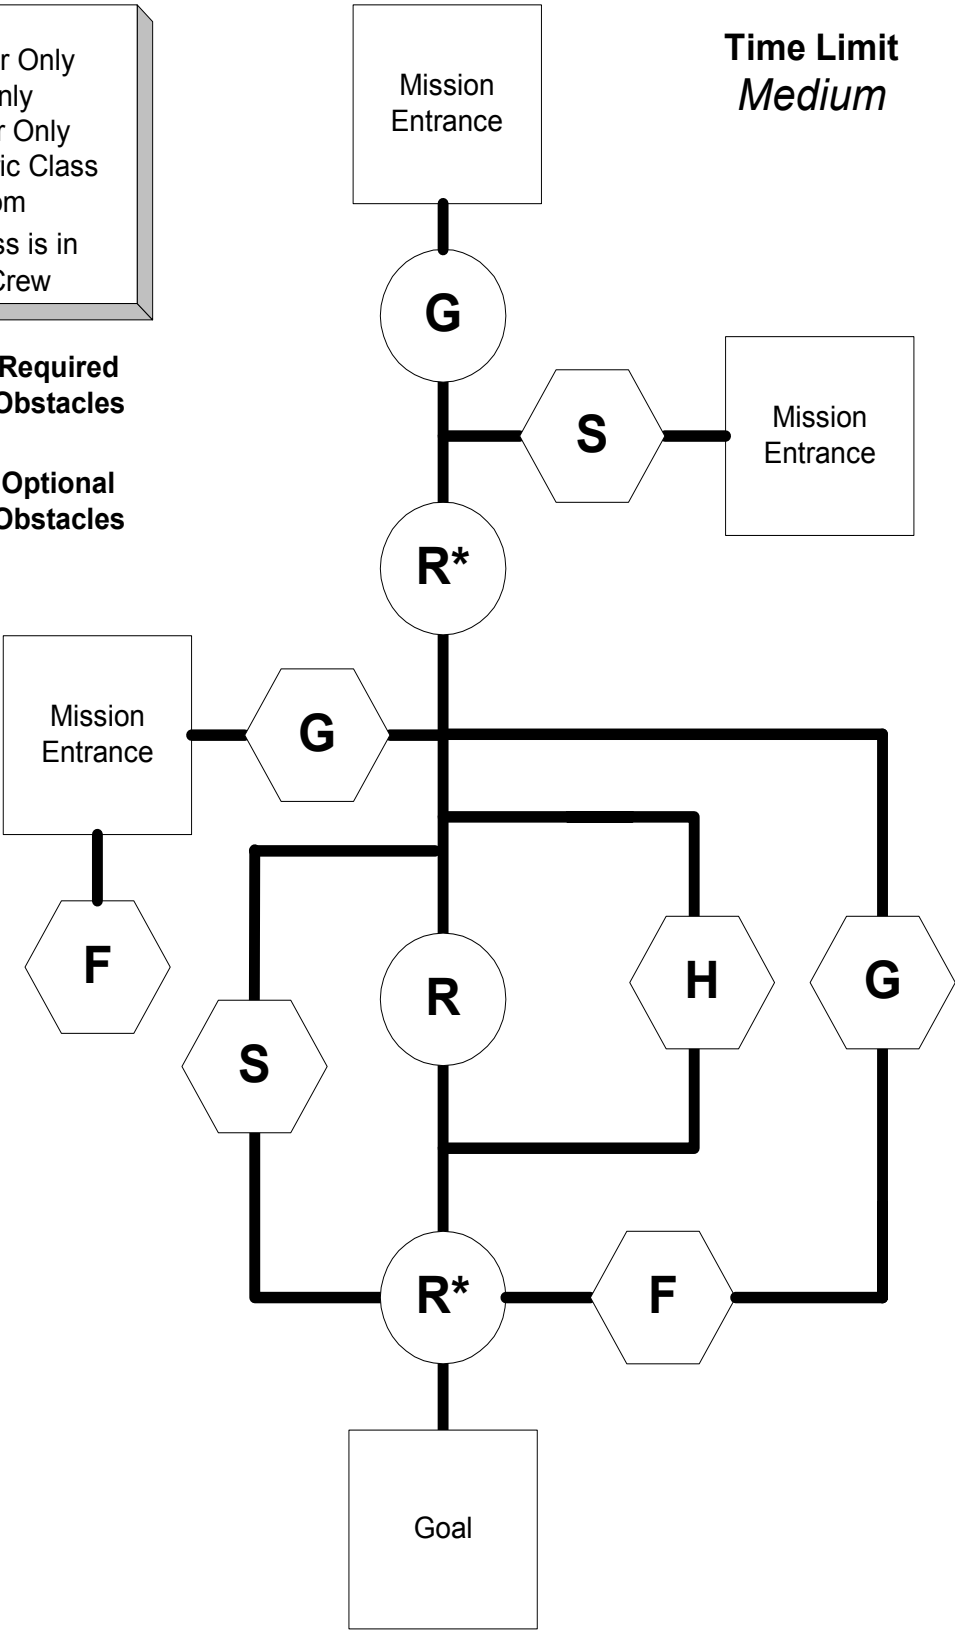 r Only
nly
r Only
ic Class
om
ss is in
Crew
Required
Obstacles
Optional
Obstacles
Time Limit
Medium
Mission
Entrance
G
S
Mission
Entrance
R*
Mission
Entrance
G
F
S
R
H
G
R*
F
Goal